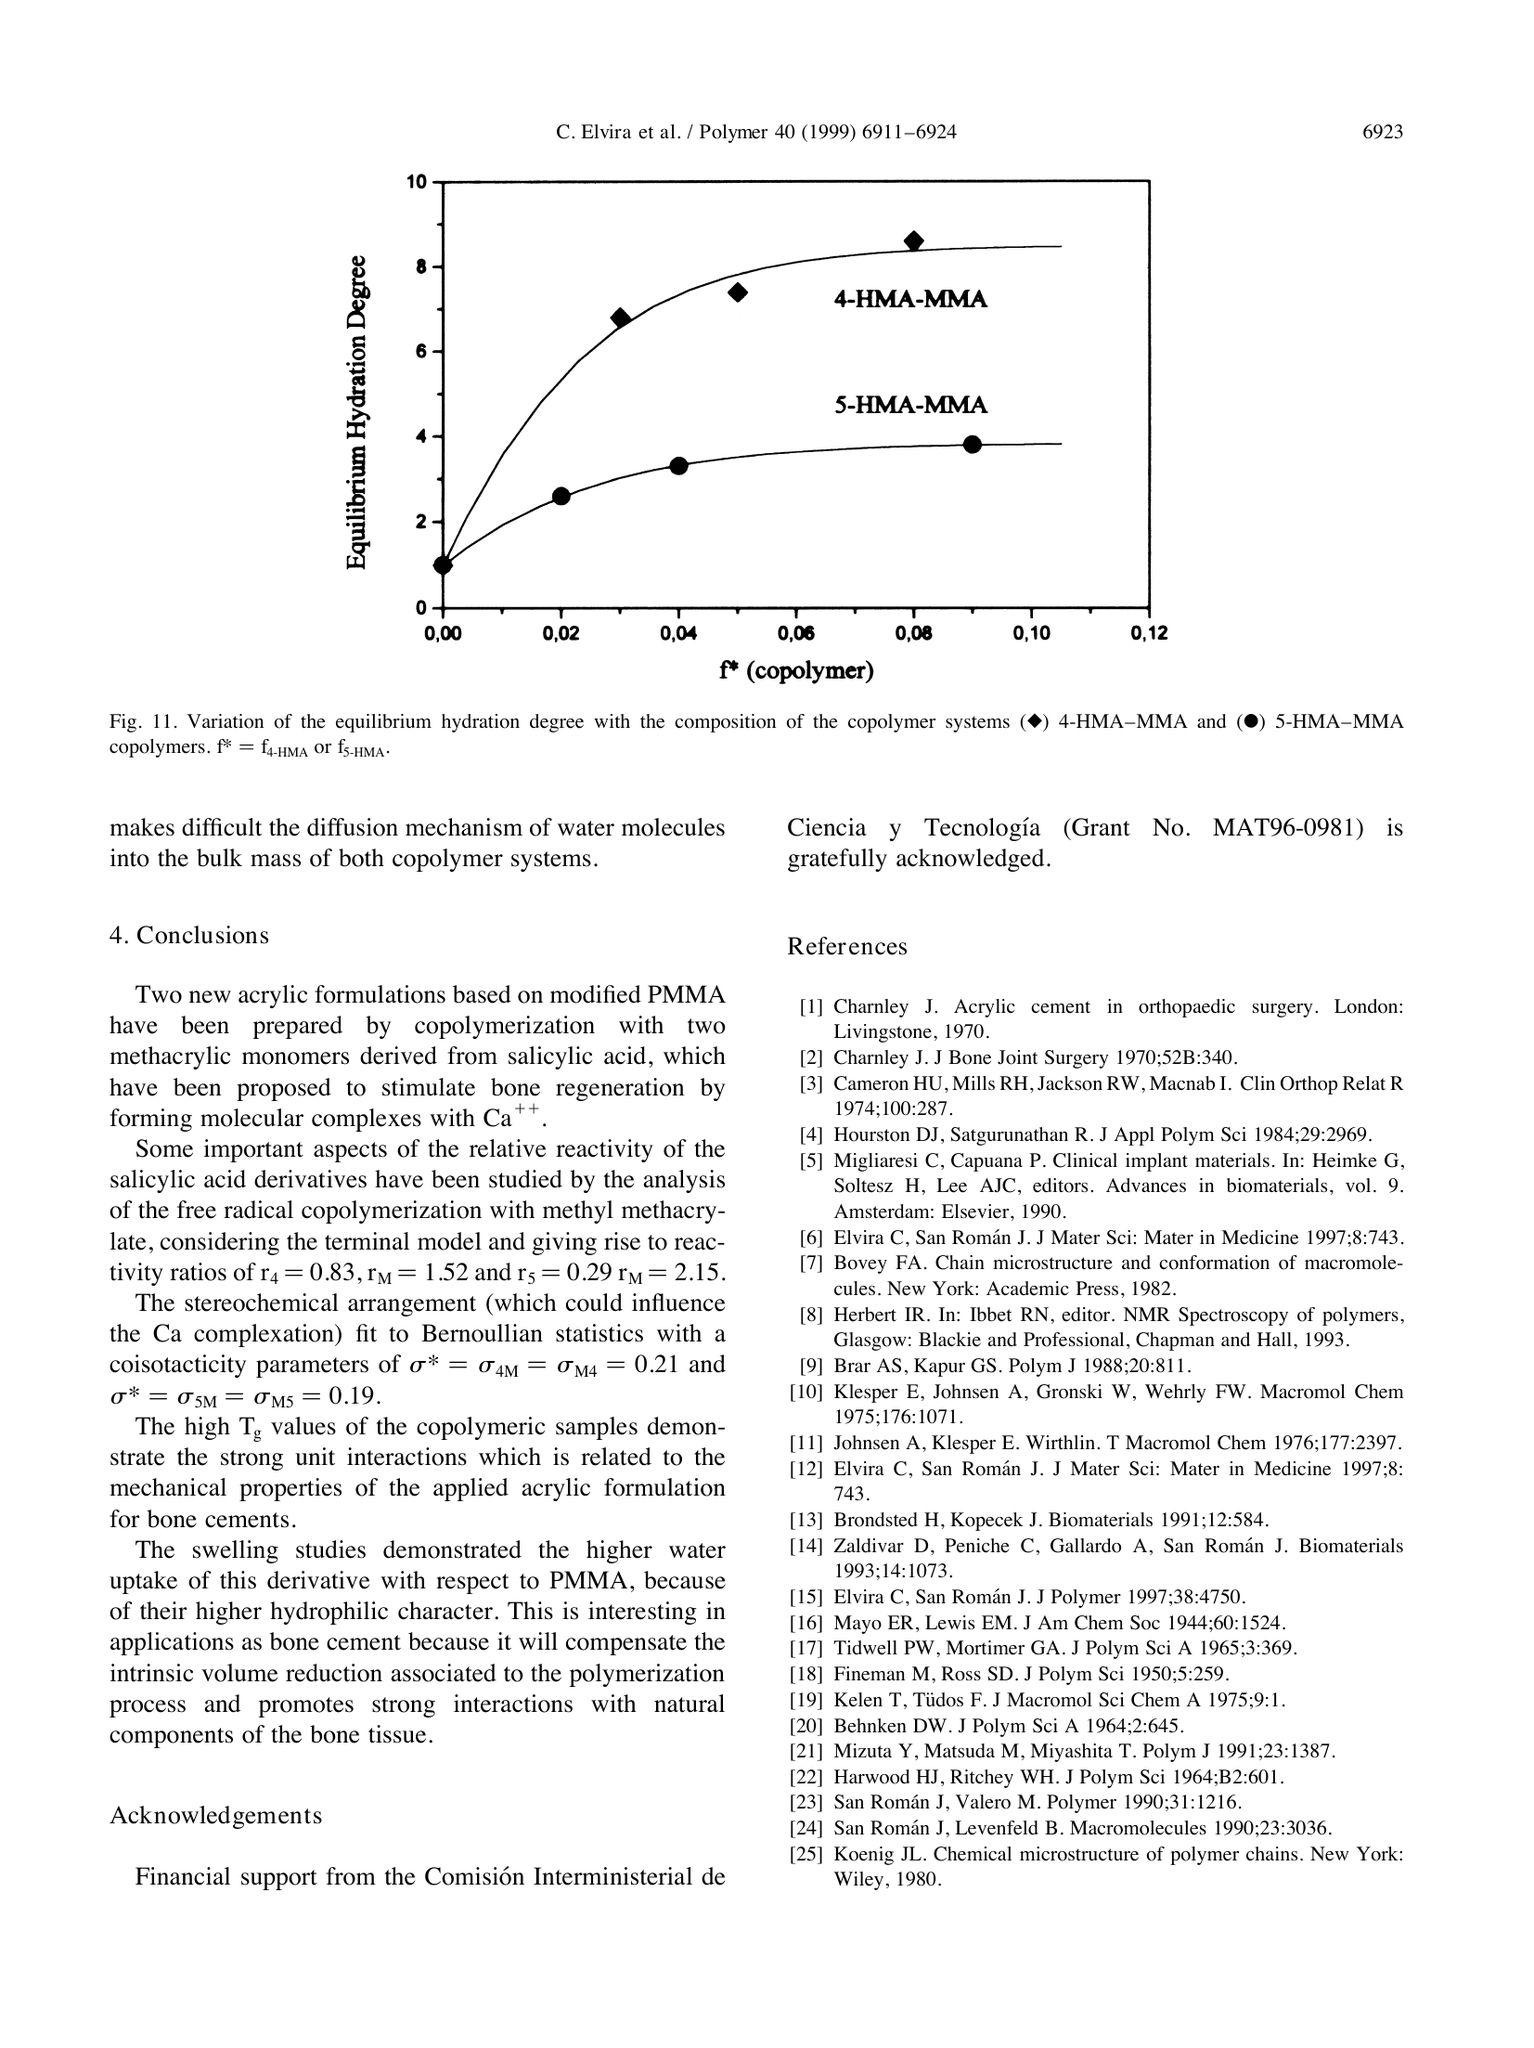 C. Elvira et al. / Polymer 40 (1999) 6911–6924
6923
10
8
6
4
2
0
Equilibrium Hydration Degree
4-HMA-MMA
5-HMA-MMA
0,00
0,02
0,04
0,06
0,08
0,10
0,12
f* (copolymer)
Fig. 11. Variation of the equilibrium hydration degree with the composition of the copolymer systems (◆) 4-HMA–MMA and (●) 5-HMA–MMA
copolymers. f* = f4-HMA or f5-HMA.
makes difficult the diffusion mechanism of water molecules
into the bulk mass of both copolymer systems.
4. Conclusions
Two new acrylic formulations based on modified PMMA
have been prepared by copolymerization with two
methacrylic monomers derived from salicylic acid, which
have been proposed to stimulate bone regeneration by
forming molecular complexes with Ca++.
Some important aspects of the relative reactivity of the
salicylic acid derivatives have been studied by the analysis
of the free radical copolymerization with methyl methacry-
late, considering the terminal model and giving rise to reac-
tivity ratios of r4 = 0.83, rM = 1.52 and r5 = 0.29 rM = 2.15.
The stereochemical arrangement (which could influence
the Ca complexation) fit to Bernoullian statistics with a
coisotacticity parameters of σ* = σ4M = σM4 = 0.21 and
σ* = σ5M = σM5 = 0.19.
The high Tg values of the copolymeric samples demon-
strate the strong unit interactions which is related to the
mechanical properties of the applied acrylic formulation
for bone cements.
The swelling studies demonstrated the higher water
uptake of this derivative with respect to PMMA, because
of their higher hydrophilic character. This is interesting in
applications as bone cement because it will compensate the
intrinsic volume reduction associated to the polymerization
process and promotes strong interactions with natural
components of the bone tissue.
Acknowledgements
Financial support from the Comisión Interministerial de
Ciencia y Tecnología (Grant No. MAT96-0981) is
gratefully acknowledged.
References
[1] Charnley J. Acrylic cement in orthopaedic surgery. London:
Livingstone, 1970.
[2] Charnley J. J Bone Joint Surgery 1970;52B:340.
[3] Cameron HU, Mills RH, Jackson RW, Macnab I. Clin Orthop Relat R
1974;100:287.
[4] Hourston DJ, Satgurunathan R. J Appl Polym Sci 1984;29:2969.
[5] Migliaresi C, Capuana P. Clinical implant materials. In: Heimke G,
Soltesz H, Lee AJC, editors. Advances in biomaterials, vol. 9.
Amsterdam: Elsevier, 1990.
[6] Elvira C, San Román J. J Mater Sci: Mater in Medicine 1997;8:743.
[7] Bovey FA. Chain microstructure and conformation of macromole-
cules. New York: Academic Press, 1982.
[8] Herbert IR. In: Ibbet RN, editor. NMR Spectroscopy of polymers,
Glasgow: Blackie and Professional, Chapman and Hall, 1993.
[9] Brar AS, Kapur GS. Polym J 1988;20:811.
[10] Klesper E, Johnsen A, Gronski W, Wehrly FW. Macromol Chem
1975;176:1071.
[11] Johnsen A, Klesper E. Wirthlin. T Macromol Chem 1976;177:2397.
[12] Elvira C, San Román J. J Mater Sci: Mater in Medicine 1997;8:
743.
[13] Brondsted H, Kopecek J. Biomaterials 1991;12:584.
[14] Zaldivar D, Peniche C, Gallardo A, San Román J. Biomaterials
1993;14:1073.
[15] Elvira C, San Román J. J Polymer 1997;38:4750.
[16] Mayo ER, Lewis EM. J Am Chem Soc 1944;60:1524.
[17] Tidwell PW, Mortimer GA. J Polym Sci A 1965;3:369.
[18] Fineman M, Ross SD. J Polym Sci 1950;5:259.
[19] Kelen T, Tüdos F. J Macromol Sci Chem A 1975;9:1.
[20] Behnken DW. J Polym Sci A 1964;2:645.
[21] Mizuta Y, Matsuda M, Miyashita T. Polym J 1991;23:1387.
[22] Harwood HJ, Ritchey WH. J Polym Sci 1964;B2:601.
[23] San Román J, Valero M. Polymer 1990;31:1216.
[24] San Román J, Levenfeld B. Macromolecules 1990;23:3036.
[25] Koenig JL. Chemical microstructure of polymer chains. New York:
Wiley, 1980.